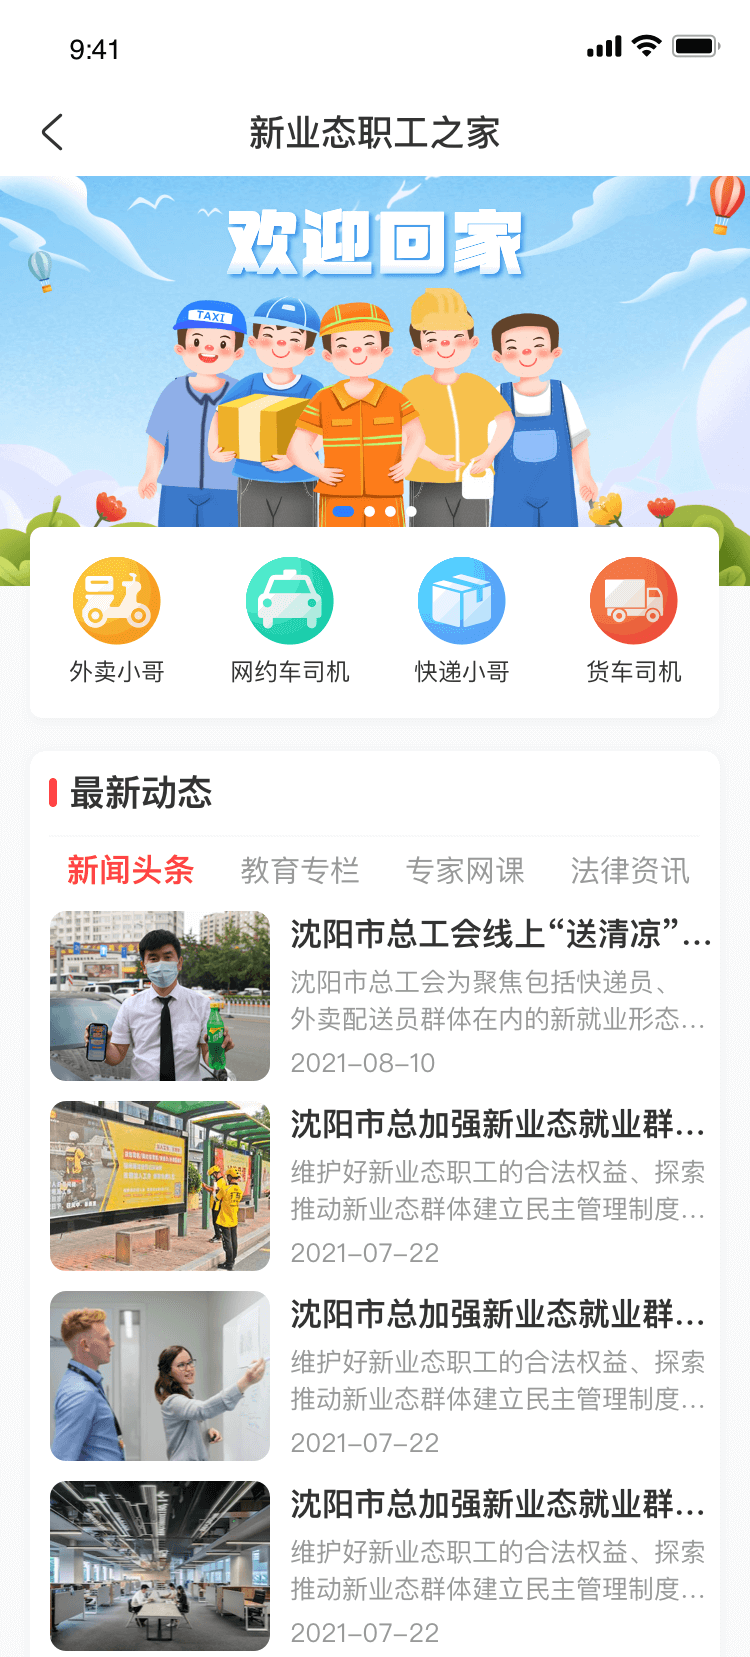 9:41
新业态职工之家
欢迎回家
TAXI
外卖小哥
网约车司机
快递小哥
货车司机
最新动态
新闻头条
教育专栏
专家网课
法律资讯
沈阳市总工会线上“送清凉”...
沈阳市总工会为聚焦包括快递员、
外卖配送员群体在内的新就业形态...
2021-08-10
沈阳市总加强新业态就业群...
维护好新业态职工的合法权益、探索
推动新业态群体建立民主管理制度...
2021-07-22
沈阳市总加强新业态就业群...
维护好新业态职工的合法权益、探索
推动新业态群体建立民主管理制度...
2021-07-22
沈阳市总加强新业态就业群...
维护好新业态职工的合法权益、探索
推动新业态群体建立民主管理制度...
2021-07-22